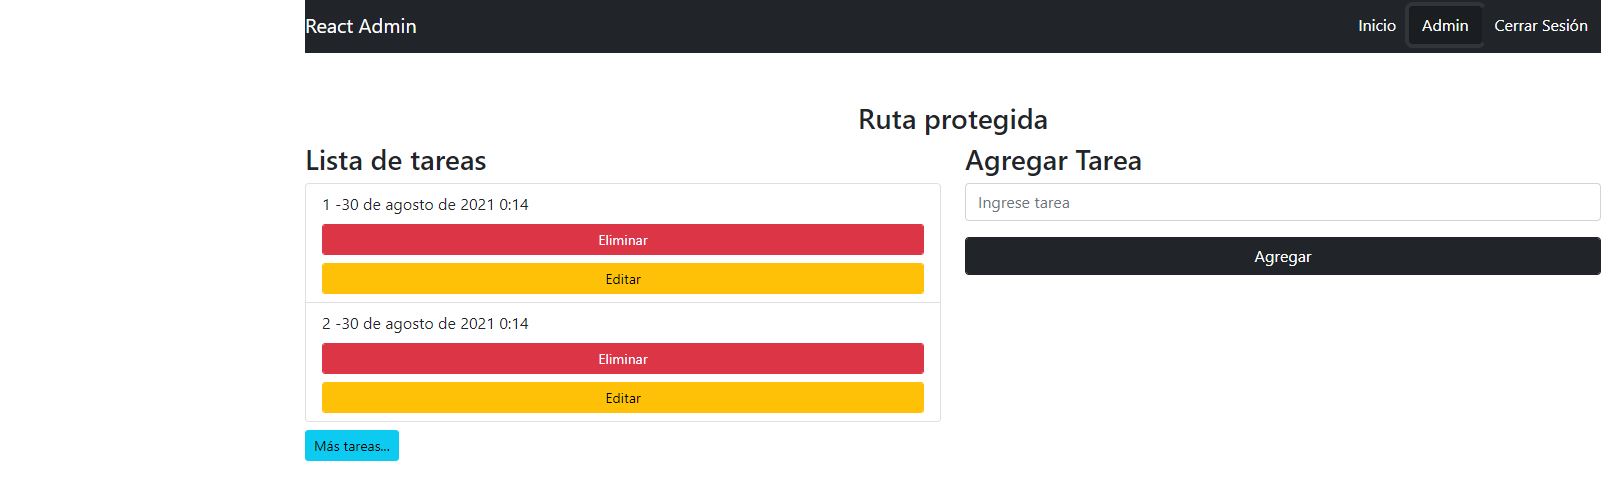 React Admin
Inicio Admin Cerrar Sesión
Ruta protegida
Lista de tareas
1 -30 de agosto de 2021 0:14
Eliminar
Editar
2 -30 de agosto de 2021 0:14
Eliminar
Editar
Más tareas...
Agregar Tarea
Ingrese tarea
Agregar